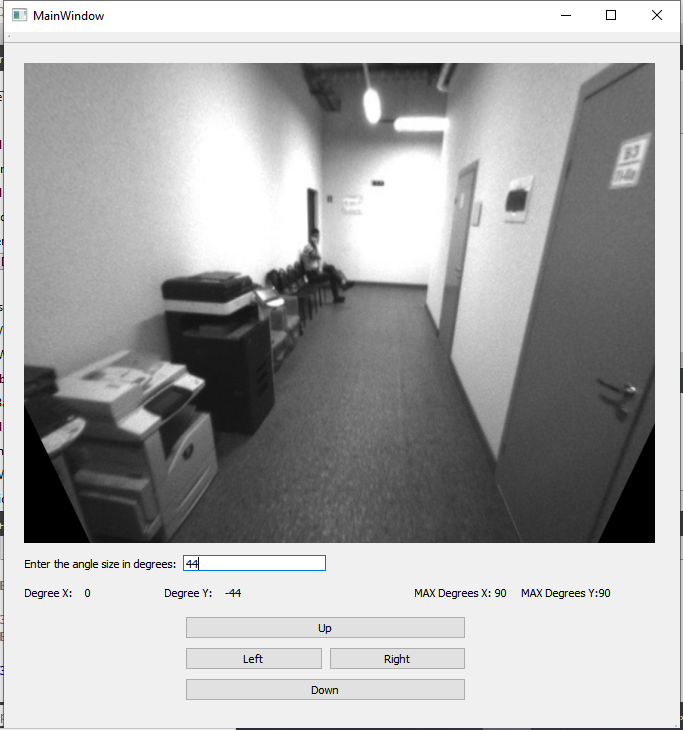 MainWindow
Enter the angle size in degrees: 44
Degree X: 0 Degree Y: -44 MAX Degrees X: 90 MAX Degrees Y:90
Up
Left Right
Down